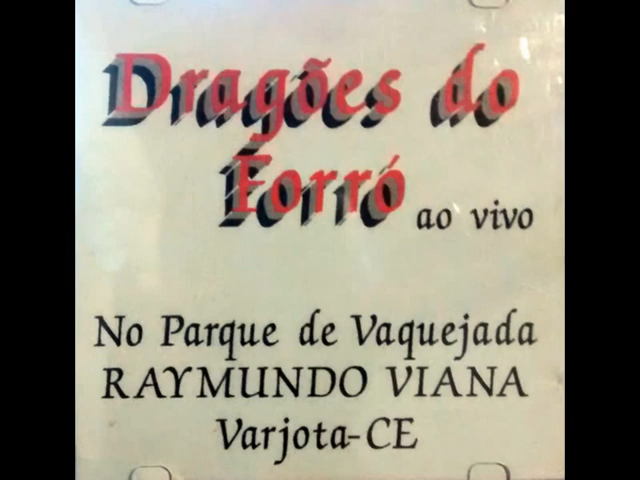 Dragões do
Forró ao vivo
No Parque de Vaquejada
RAYMUNDO VIANA
Varjota-CE